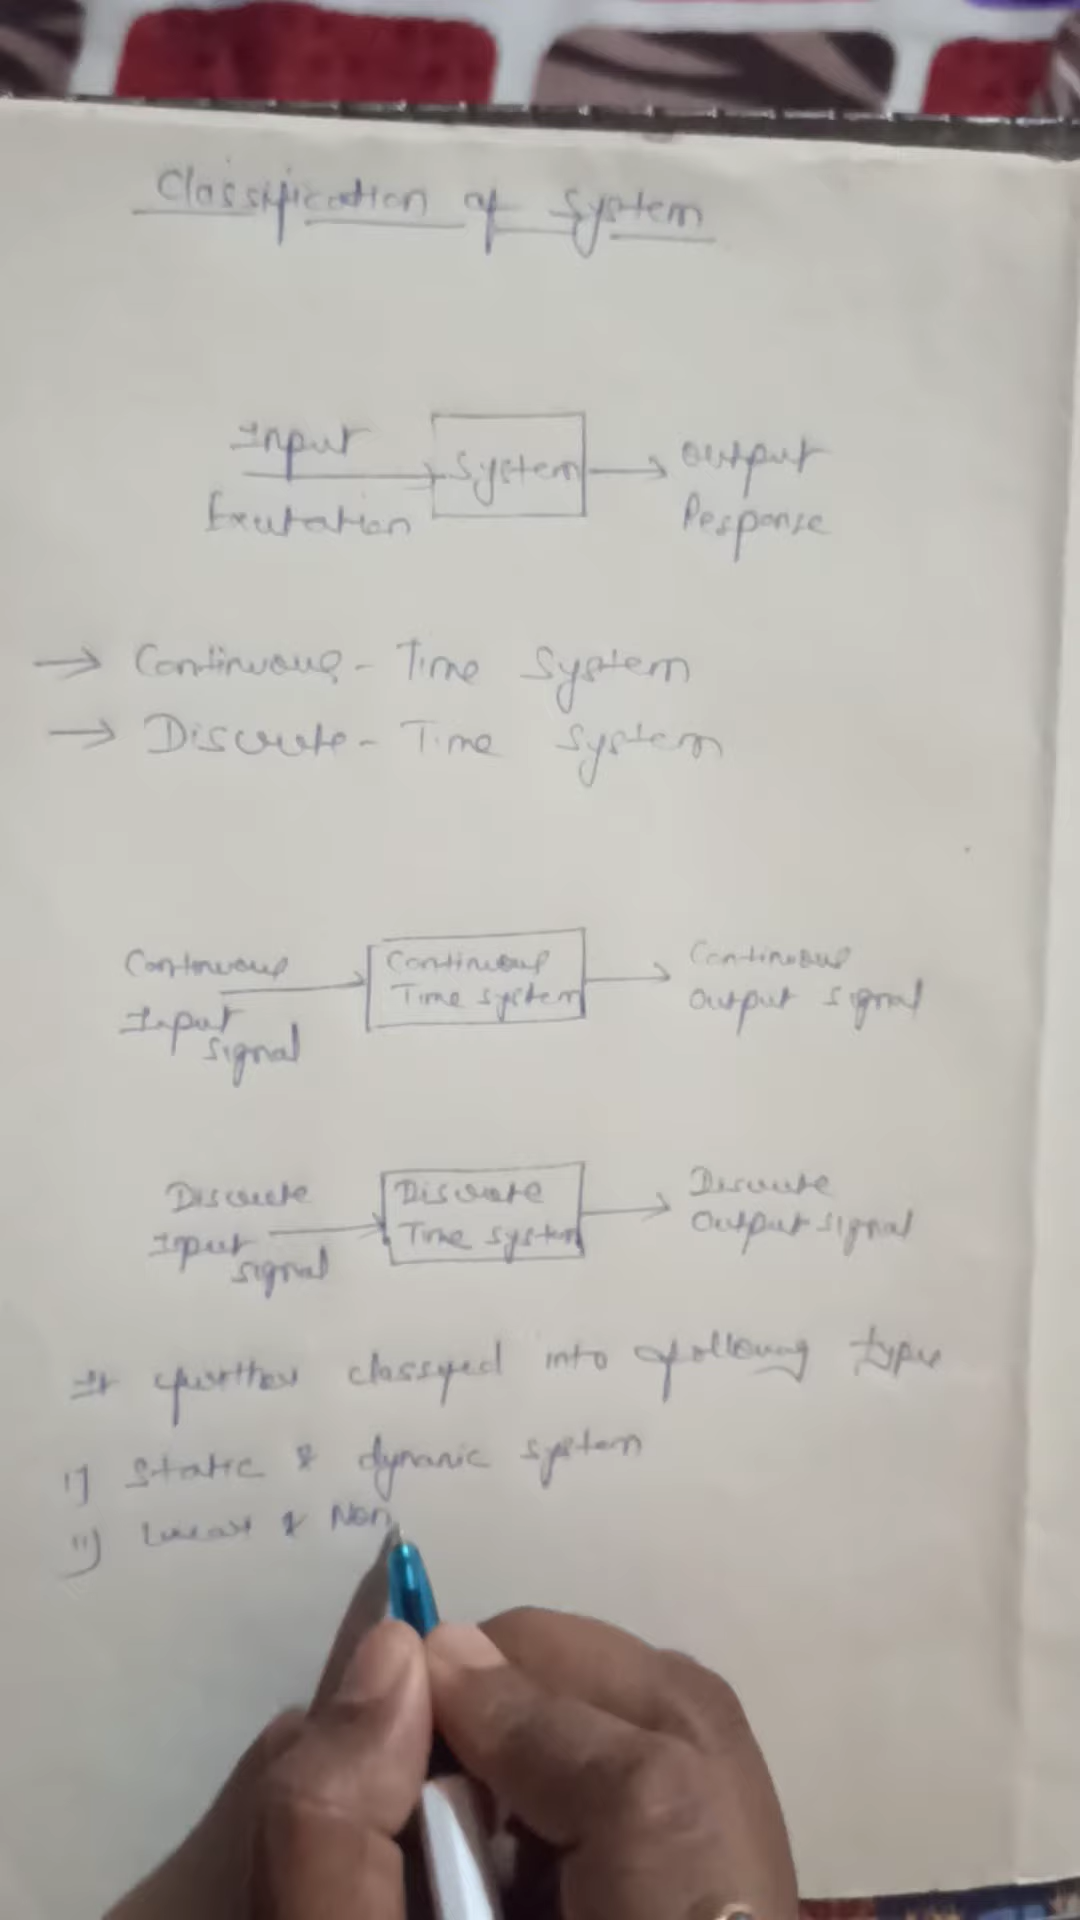 Classification of System
Input
Excitation
System
Output
Response
→ Continuous - Time System
→ Discrete - Time System
Continuous
Input
signal
Continuous
Time system
Continuous
Output signal
Discrete
Input
signal
Discrete
Time system
Discrete
Output signal
It further classified into following type
i) Static & dynamic system
ii) Linear & Non